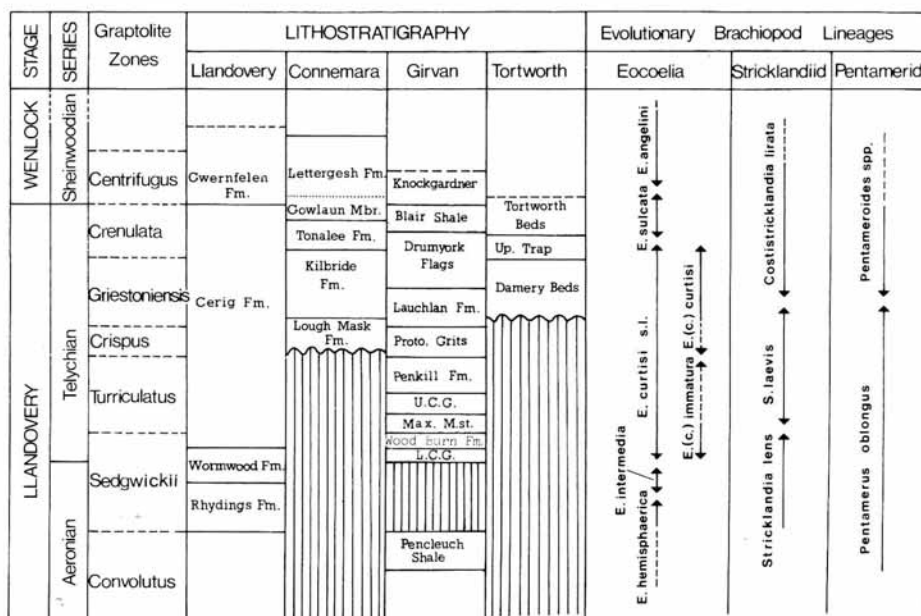 STAGE
SERIES
Graptolite
Zones
LITHOSTRATIGRAPHY
Evolutionary Brachiopod Lineages
Llandovery
Connemara
Girvan
Tortworth
Eocoelia
Stricklandiid
Pentamerid
WENLOCK
LLANDOVERY
Sheinwoodian
Telychian
Aeronian
Centrifugus
Crenulata
Griestoniensis
Crispus
Turriculatus
Sedgwickii
Convolutus
Gwernfelen
Fm.
Cerig Fm.
Wormwood Fm.
Rhydings Fm.
Lettergesh Fm.
Gowlaun Mbr.
Tonalee Fm.
Kilbride
Fm.
Lough Mask
Fm.
Knockgardner
Blair Shale
Drumyork
Flags
Lauchlan Fm.
Proto. Grits
Penkill Fm.
U.C.G.
Max. M.st.
Wood burn Fm.
L.C.G.
Pencleuch
Shale
Tortworth
Beds
Up. Trap
Damery Beds
E. angelini
E. sulcata
E. curtisi s.l.
E. intermedia
E. hemisphaerica
E.(c.) curtisi
E.(c.) immatura
Costistricklandia lirata
S. laevis
Stricklandia lens
Pentameroides spp.
Pentamerus oblongus